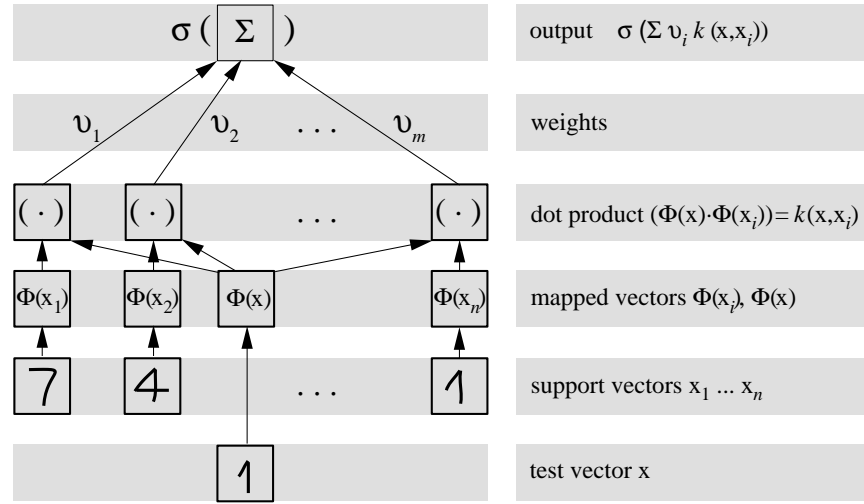 σ ( Σ ) output σ (Σ υ_i k (x,x_i))
υ_1 υ_2 . . . υ_m weights
( · ) ( · ) . . . ( · ) dot product (Φ(x)·Φ(x_i))= k(x,x_i)
Φ(x_1) Φ(x_2) Φ(x) Φ(x_n) mapped vectors Φ(x_i), Φ(x)
7 4 . . . 1 support vectors x_1 ... x_n
1 test vector x